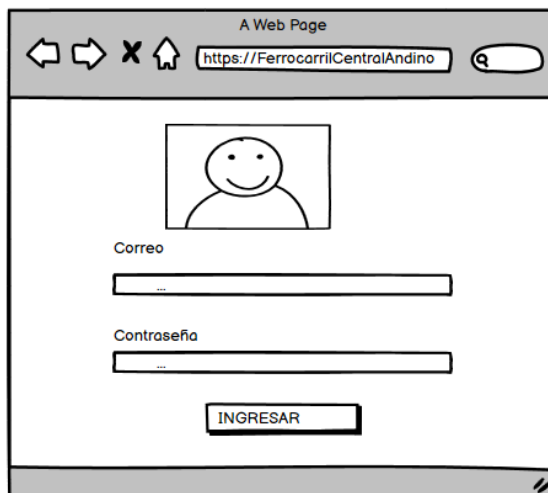 A Web Page
https://FerrocarrilCentralAndino
Correo
...
Contraseña
...
INGRESAR